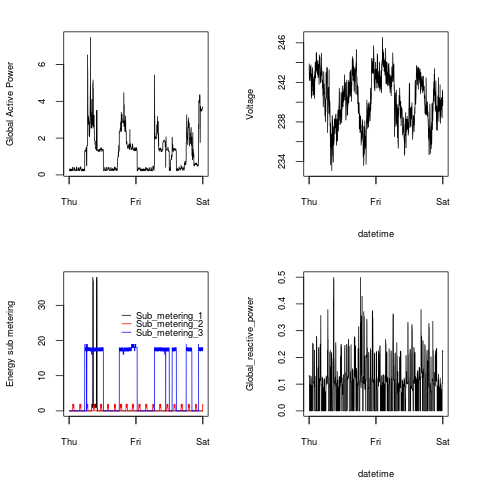 Global Active Power
0
2
4
6
Thu
Fri
Sat
Voltage
234
238
242
246
Thu
Fri
Sat
datetime
Energy sub metering
0
10
20
30
Thu
Fri
Sat
Sub_metering_1
Sub_metering_2
Sub_metering_3
Global_reactive_power
0.0
0.1
0.2
0.3
0.4
0.5
Thu
Fri
Sat
datetime